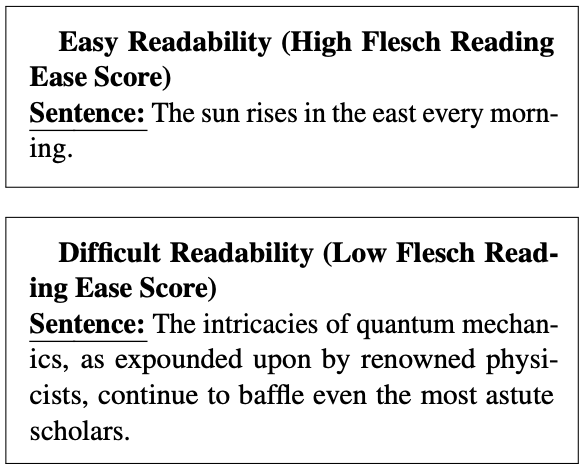 Easy Readability (High Flesch Reading
Ease Score)
Sentence: The sun rises in the east every morn-
ing.
Difficult Readability (Low Flesch Read-
ing Ease Score)
Sentence: The intricacies of quantum mechan-
ics, as expounded upon by renowned physi-
cists, continue to baffle even the most astute
scholars.